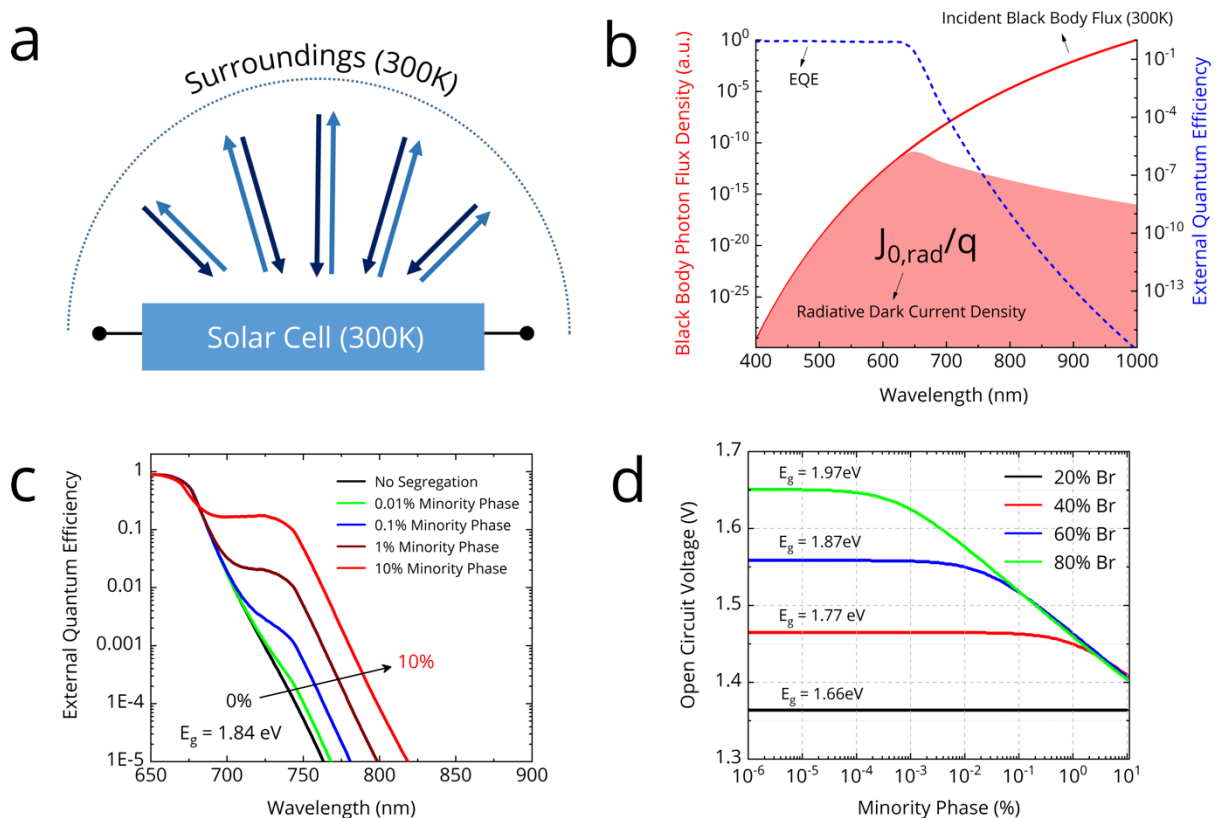 a
Surroundings (300K)
Solar Cell (300K)
b
Incident Black Body Flux (300K)
EQE
J0,rad/q
Radiative Dark Current Density
Black Body Photon Flux Density (a.u.)
10^0
10^-5
10^-10
10^-15
10^-20
10^-25
External Quantum Efficiency
10^-1
10^-4
10^-7
10^-10
10^-13
400 500 600 700 800 900 1000
Wavelength (nm)
c
External Quantum Efficiency
1
0.1
0.01
0.001
1E-4
1E-5
No Segregation
0.01% Minority Phase
0.1% Minority Phase
1% Minority Phase
10% Minority Phase
10%
0%
Eg = 1.84 eV
650 700 750 800 850 900
Wavelength (nm)
d
Open Circuit Voltage (V)
1.7
1.6
1.5
1.4
1.3
Eg = 1.97eV
Eg = 1.87eV
Eg = 1.77 eV
Eg = 1.66eV
20% Br
40% Br
60% Br
80% Br
10^-6 10^-5 10^-4 10^-3 10^-2 10^-1 10^0 10^1
Minority Phase (%)